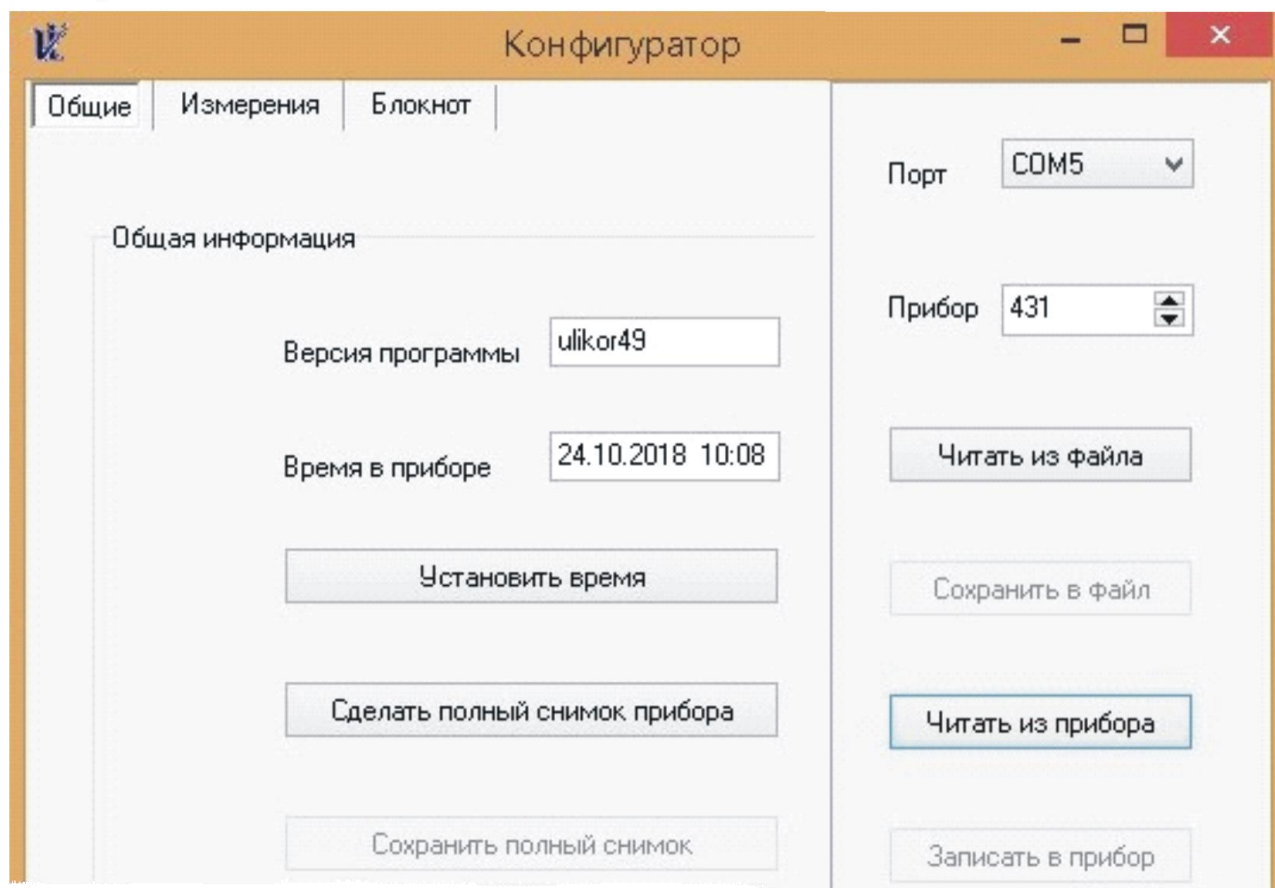 Конфигуратор
Общие Измерения Блокнот
Порт COM5
Общая информация
Прибор 431
Версия программы ulikor49
Время в приборе 24.10.2018 10:08
Читать из файла
Установить время
Сохранить в файл
Сделать полный снимок прибора
Читать из прибора
Сохранить полный снимок
Записать в прибор